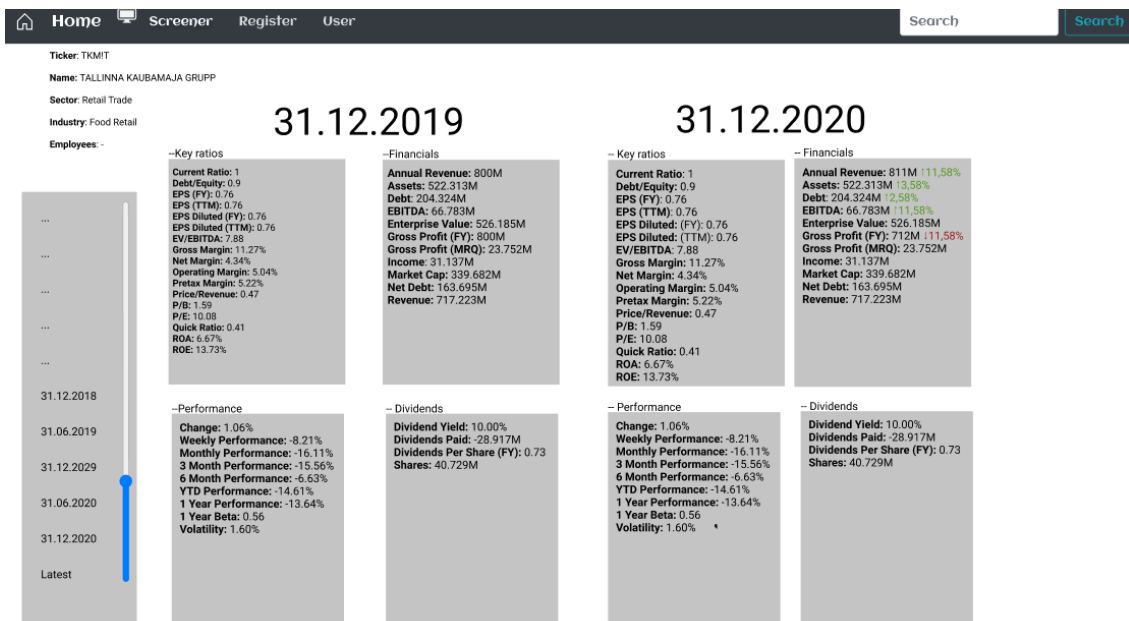 Home Screener Register User Search Search
Ticker: TKM!T
Name: TALLINNA KAUBAMAJA GRUPP
Sector: Retail Trade
Industry: Food Retail
Employees: -
...
...
...
...
...
31.12.2018
31.06.2019
31.12.2029
31.06.2020
31.12.2020
Latest
31.12.2019
--Key ratios
Current Ratio: 1
Debt/Equity: 0.9
EPS (FY): 0.76
EPS (TTM): 0.76
EPS Diluted (FY): 0.76
EPS Diluted (TTM): 0.76
EV/EBITDA: 7.88
Gross Margin: 11.27%
Net Margin: 4.34%
Operating Margin: 5.04%
Pretax Margin: 5.22%
Price/Revenue: 0.47
P/B: 1.59
P/E: 10.08
Quick Ratio: 0.41
ROA: 6.67%
ROE: 13.73%
--Financials
Annual Revenue: 800M
Assets: 522.313M
Debt: 204.324M
EBITDA: 66.783M
Enterprise Value: 526.185M
Gross Profit (FY): 800M
Gross Profit (MRQ): 23.752M
Income: 31.137M
Market Cap: 339.682M
Net Debt: 163.695M
Revenue: 717.223M
--Performance
Change: 1.06%
Weekly Performance: -8.21%
Monthly Performance: -16.11%
3 Month Performance: -15.56%
6 Month Performance: -6.63%
YTD Performance: -14.61%
1 Year Performance: -13.64%
1 Year Beta: 0.56
Volatility: 1.60%
-- Dividends
Dividend Yield: 10.00%
Dividends Paid: -28.917M
Dividends Per Share (FY): 0.73
Shares: 40.729M
31.12.2020
-- Key ratios
Current Ratio: 1
Debt/Equity: 0.9
EPS (FY): 0.76
EPS (TTM): 0.76
EPS Diluted: (FY): 0.76
EPS Diluted: (TTM): 0.76
EV/EBITDA: 7.88
Gross Margin: 11.27%
Net Margin: 4.34%
Operating Margin: 5.04%
Pretax Margin: 5.22%
Price/Revenue: 0.47
P/B: 1.59
P/E: 10.08
Quick Ratio: 0.41
ROA: 6.67%
ROE: 13.73%
-- Financials
Annual Revenue: 811M ↑11,58%
Assets: 522.313M ↑3,58%
Debt: 204.324M ↑2,58%
EBITDA: 66.783M ↑11,58%
Enterprise Value: 526.185M
Gross Profit (FY): 712M ↓11,58%
Gross Profit (MRQ): 23.752M
Income: 31.137M
Market Cap: 339.682M
Net Debt: 163.695M
Revenue: 717.223M
-- Performance
Change: 1.06%
Weekly Performance: -8.21%
Monthly Performance: -16.11%
3 Month Performance: -15.56%
6 Month Performance: -6.63%
YTD Performance: -14.61%
1 Year Performance: -13.64%
1 Year Beta: 0.56
Volatility: 1.60%
-- Dividends
Dividend Yield: 10.00%
Dividends Paid: -28.917M
Dividends Per Share (FY): 0.73
Shares: 40.729M